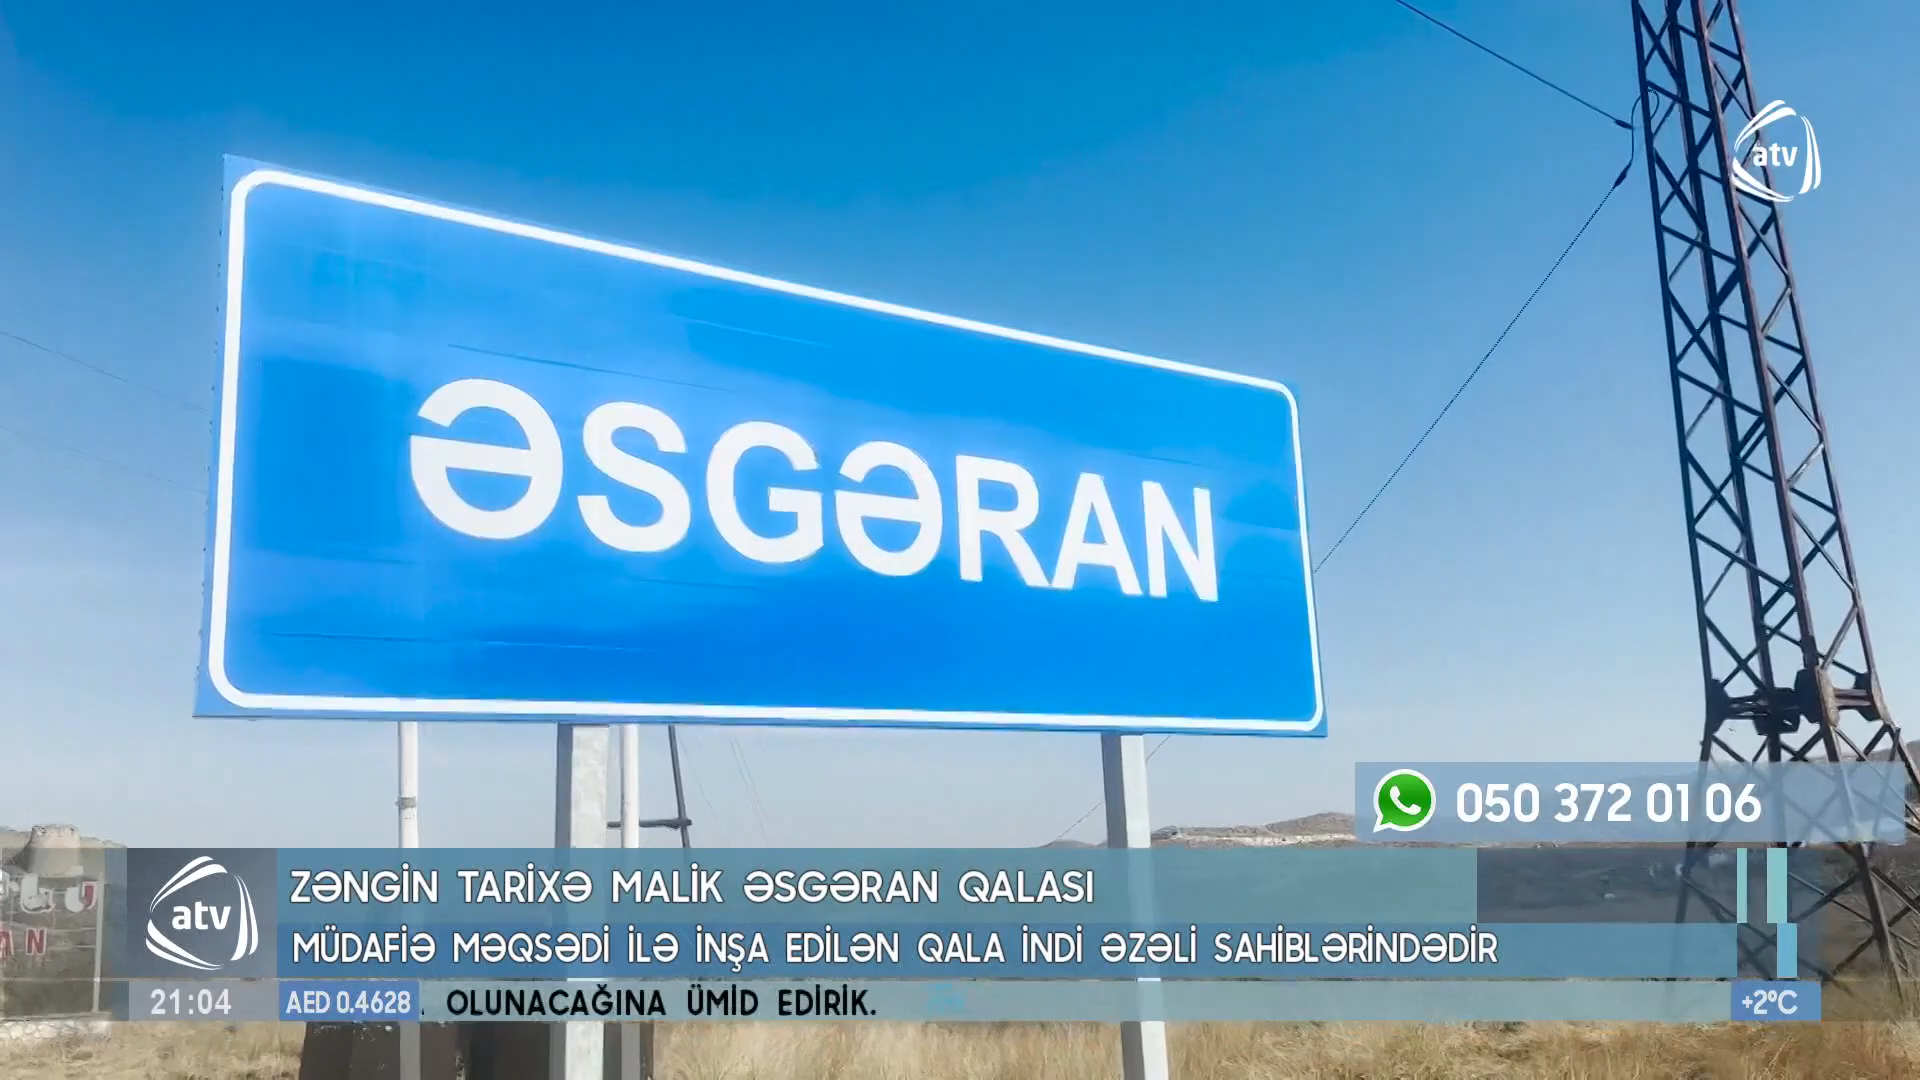 atv
ƏSGƏRAN
050 372 01 06
atv
ZƏNGİN TARİXƏ MALİK ƏSGƏRAN QALASI
MÜDAFİƏ MƏQSƏDİ İLƏ İNŞA EDİLƏN QALA İNDİ ƏZƏLİ SAHİBLƏRİNDƏDİR
21:04 AED 0.4628 . OLUNACAĞINA ÜMİD EDİRİK. +2ºC